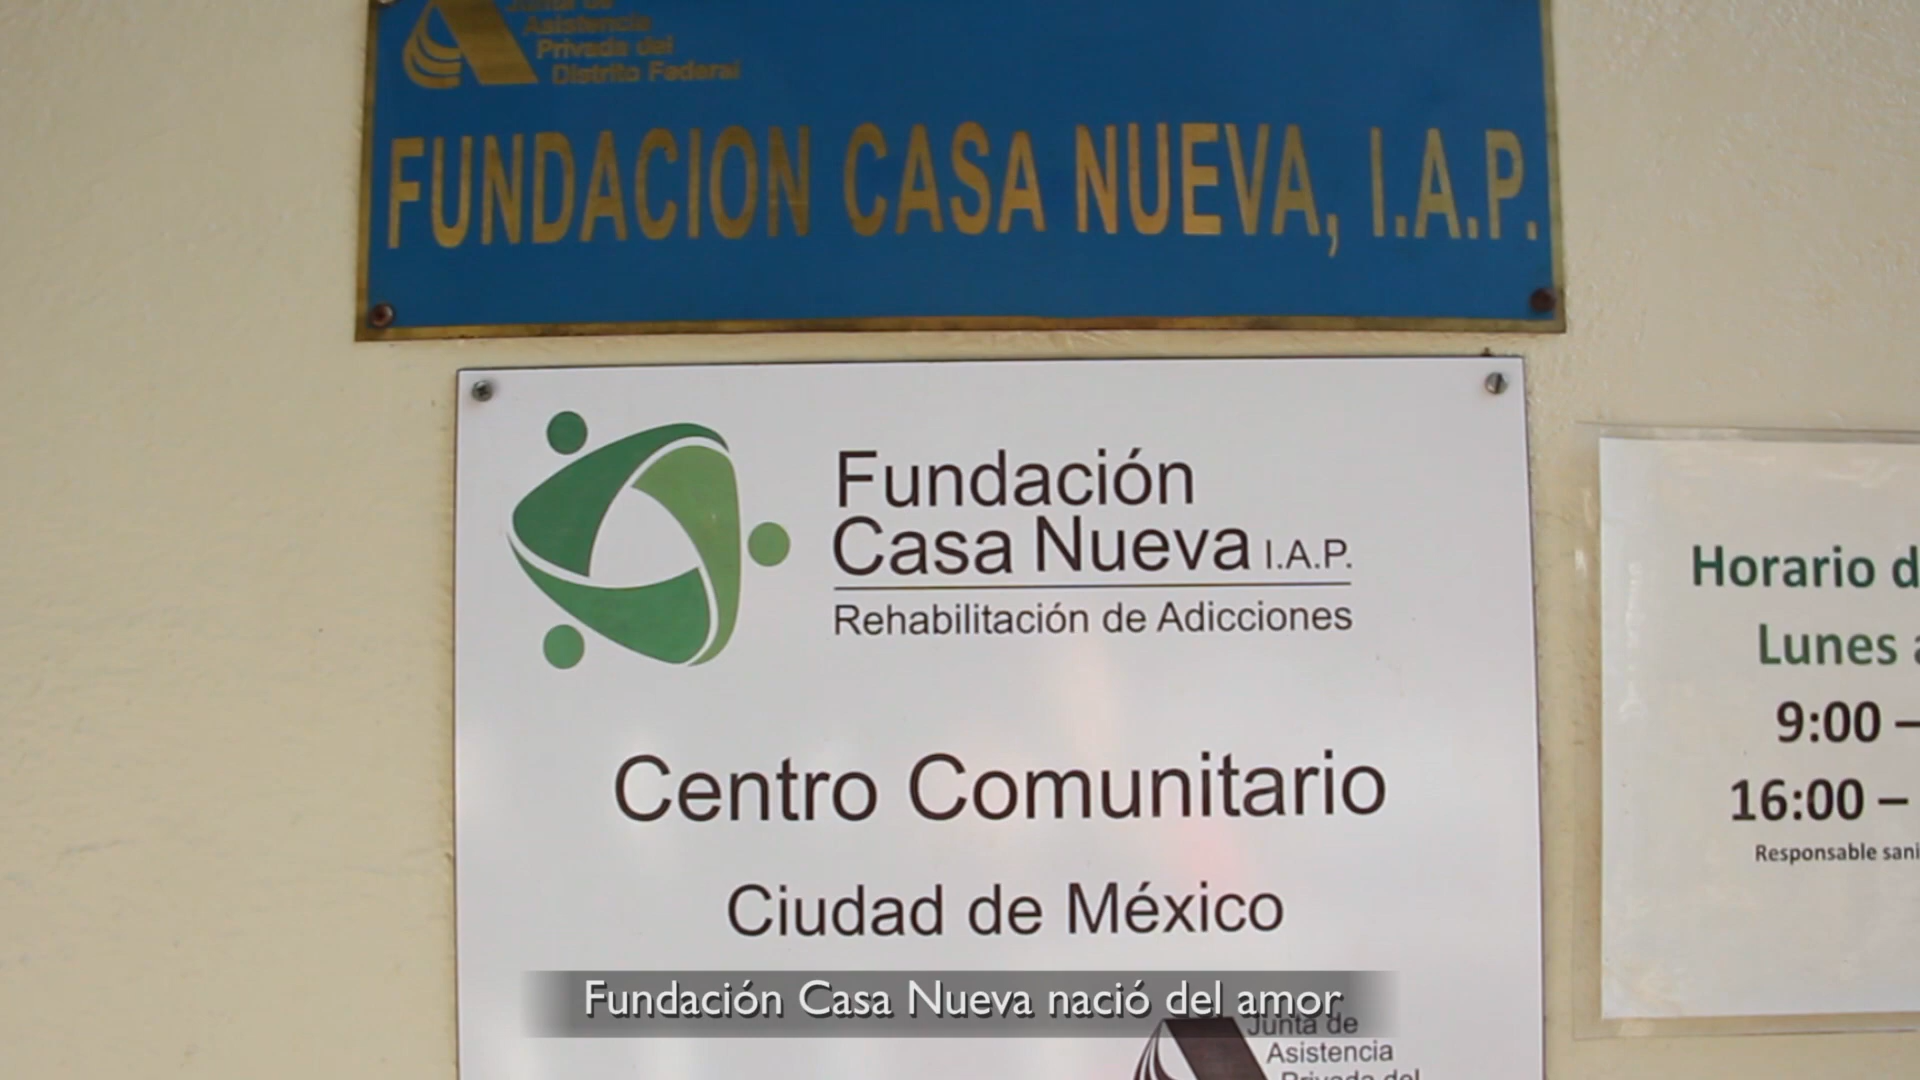 Junta de
Asistencia
Privada del
Distrito Federal
FUNDACION CASA NUEVA, I.A.P.
Fundación
Casa Nueva I.A.P.
Rehabilitación de Adicciones
Centro Comunitario
Ciudad de México
Horario d
Lunes a
9:00 –
16:00 –
Responsable sani
Fundación Casa Nueva nació del amor
Junta de
Asistencia
Privada del